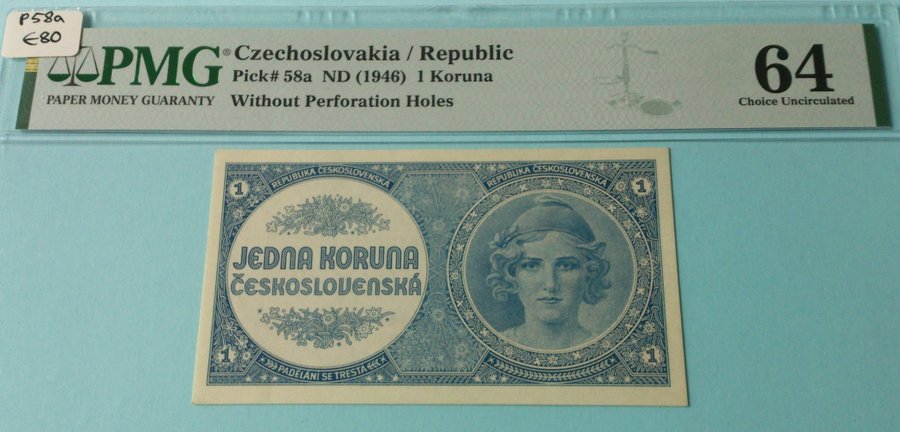 P58a
€80
PMG®
PAPER MONEY GUARANTY
Czechoslovakia / Republic
Pick# 58a ND (1946) 1 Koruna
Without Perforation Holes
64
Choice Uncirculated
1
REPUBLIKA ČESKOSLOVENSKÁ
REPUBLIKA ČESKOSLOVENSKÁ
1
JEDNA KORUNA
ČESKOSLOVENSKÁ
1
PADĚLÁNÍ SE TRESTÁ
1